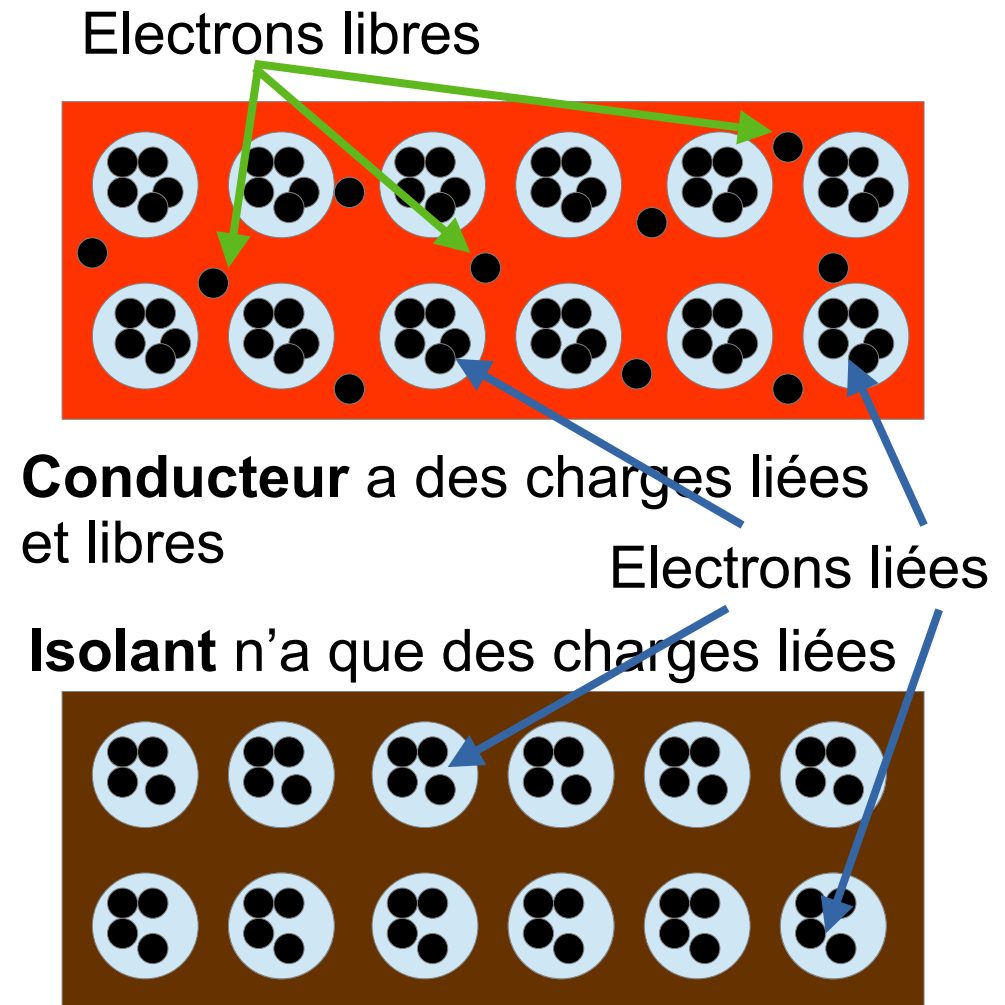 Electrons libres
Conducteur a des charges liées
et libres
Electrons liées
Isolant n’a que des charges liées